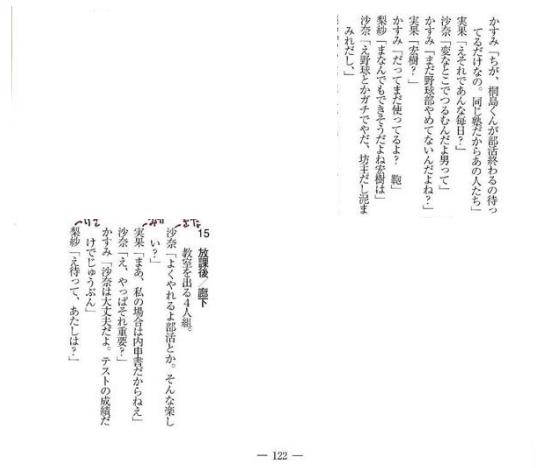 かすみ「ちが、桐島くんが部活終わるの待っ
てるだけなの。同じ塾だからあの人たち」
実果「えそれであんな毎日？」
沙奈「変なとこでつるむんだよ男って」
かすみ「まだ野球部やめてないんだよね？」
実果「宏樹？」
かすみ「だってまだ使ってるよ？　鞄」
梨紗「まなんでもできそうだよね宏樹は」
沙奈「え野球とかガチでやだ、坊主だし泥ま
みれだし、」
15　放課後／廊下
教室を出る４人組。
沙奈「よくやれるよ部活とか。そんな楽し
い？」
実果「まあ、私の場合は内申書だからねえ」
沙奈「え、やっぱそれ重要？」
かすみ「沙奈は大丈夫だよ。テストの成績だ
けでじゅうぶん」
梨紗「え待って、あたしは？」
— 122 —